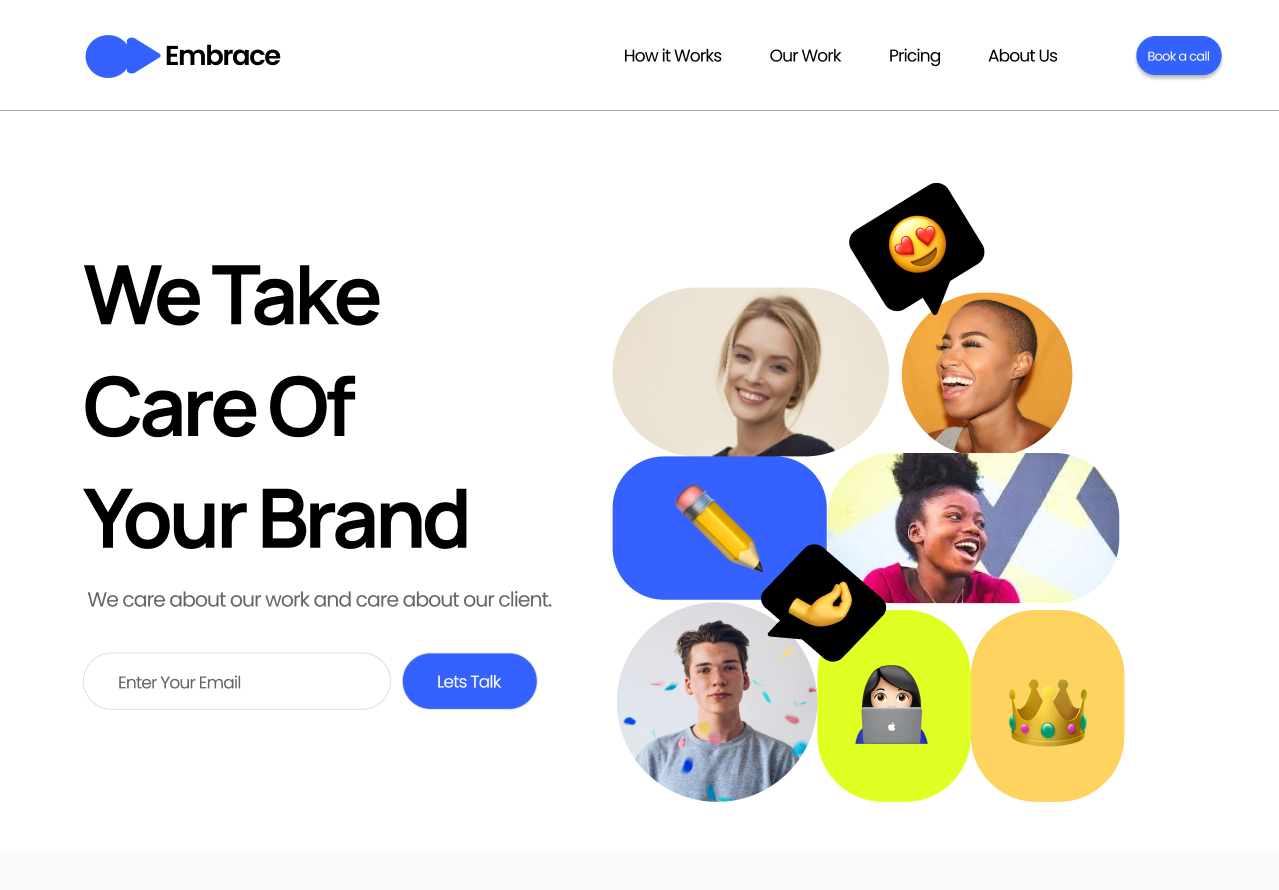 Embrace
How it Works
Our Work
Pricing
About Us
Book a call
We Take
Care Of
Your Brand
We care about our work and care about our client.
Enter Your Email
Lets Talk